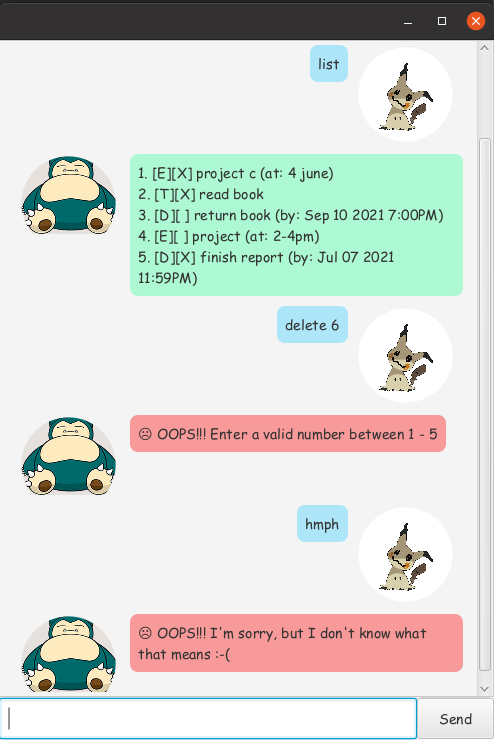 list
1. [E][X] project c (at: 4 june)
2. [T][X] read book
3. [D][ ] return book (by: Sep 10 2021 7:00PM)
4. [E][ ] project (at: 2-4pm)
5. [D][X] finish report (by: Jul 07 2021
11:59PM)
delete 6
☹ OOPS!!! Enter a valid number between 1 - 5
hmph
☹ OOPS!!! I'm sorry, but I don't know what
that means :-(
Send